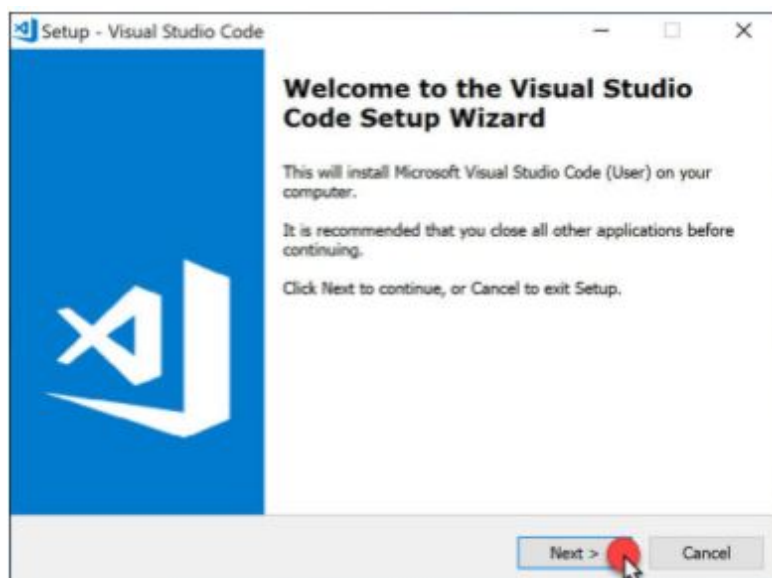 Setup - Visual Studio Code
Welcome to the Visual Studio
Code Setup Wizard
This will install Microsoft Visual Studio Code (User) on your
computer.
It is recommended that you close all other applications before
continuing.
Click Next to continue, or Cancel to exit Setup.
Next >
Cancel